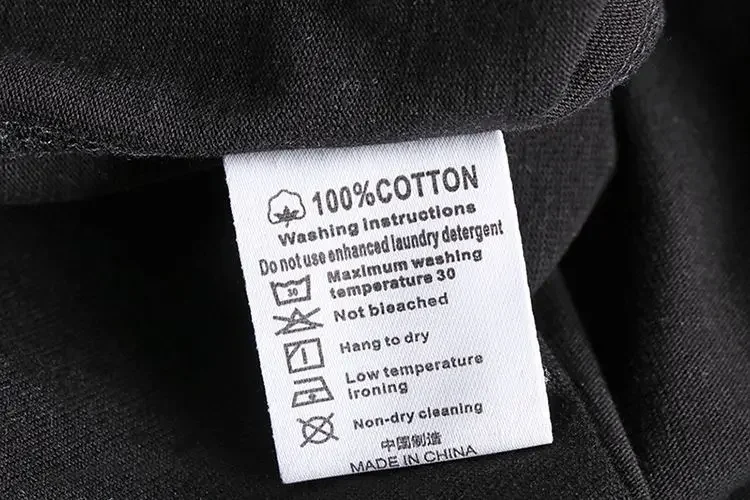 100%COTTON
Washing instructions
Do not use enhanced laundry detergent
Maximum washing
temperature 30
30
Not bleached
Hang to dry
Low temperature
ironing
Non-dry cleaning
中國制造
MADE IN CHINA